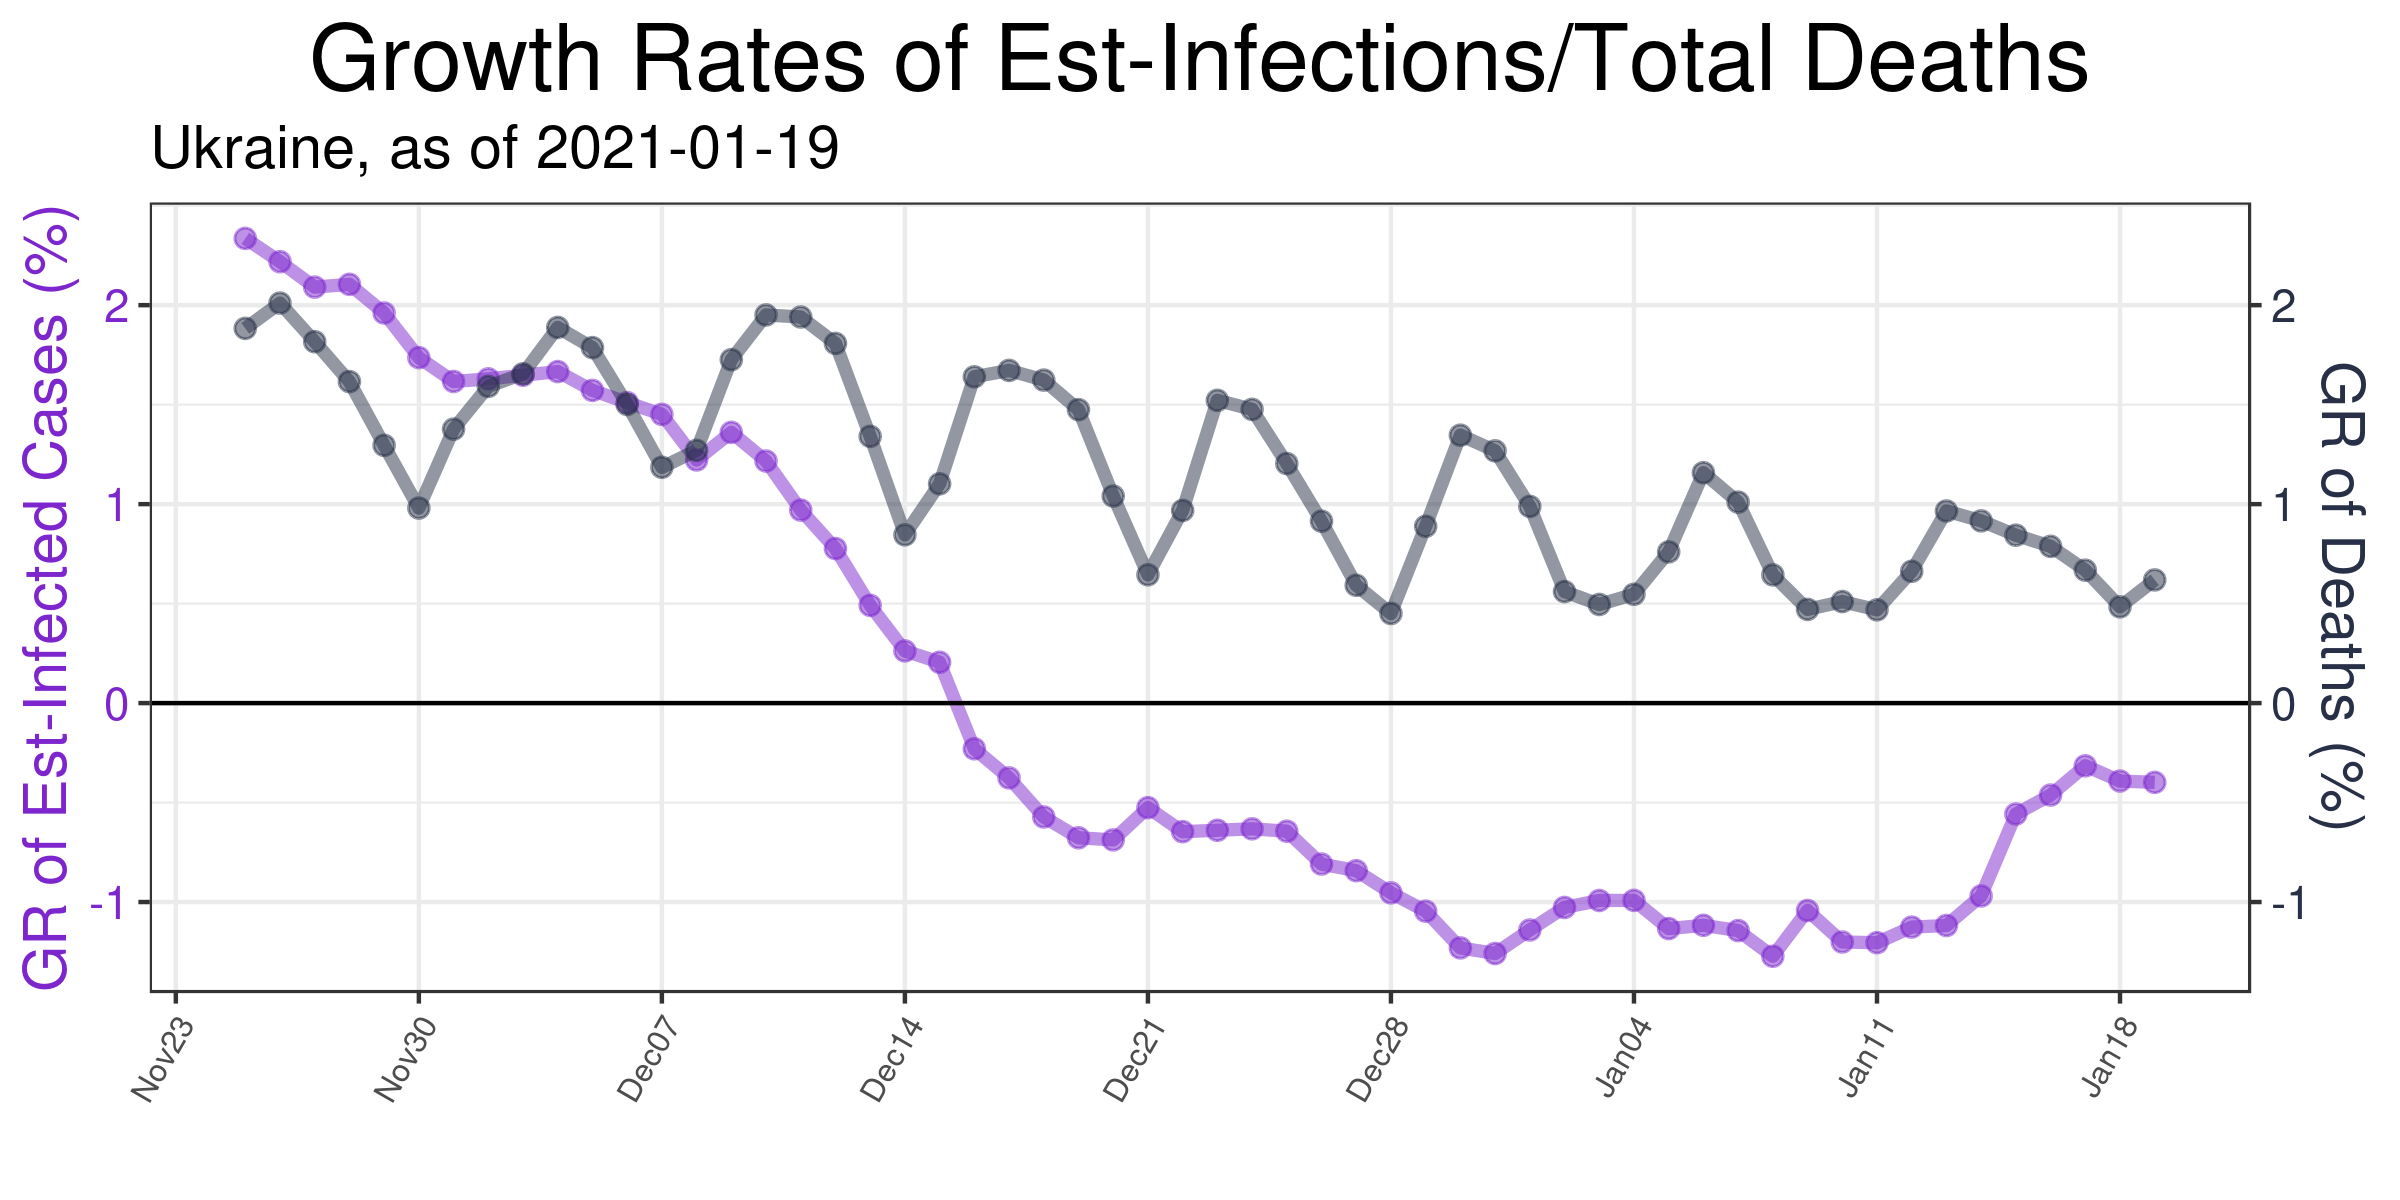 Growth Rates of Est-Infections/Total Deaths
Ukraine, as of 2021-01-19
GR of Est-Infected Cases (%)
2
1
0
-1
2
1
0
-1
GR of Deaths (%)
Nov23
Nov30
Dec07
Dec14
Dec21
Dec28
Jan04
Jan11
Jan18